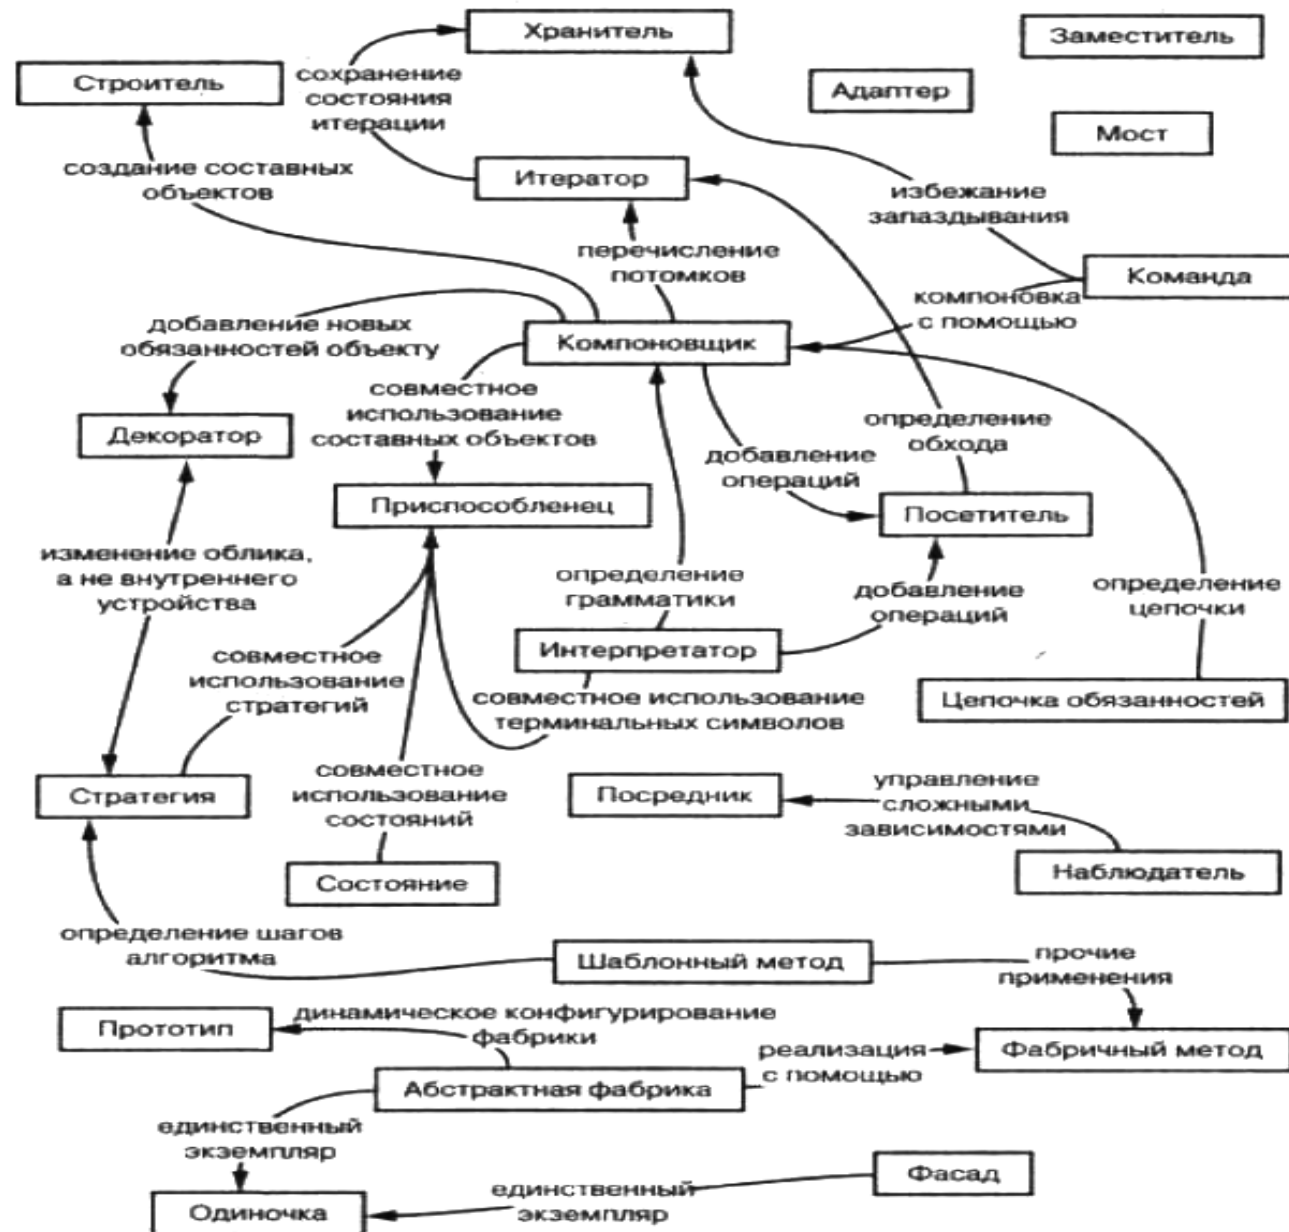 Хранитель
Заместитель
Строитель
сохранение
состояния
итерации
Адаптер
Мост
создание составных
объектов
Итератор
избежание
запаздывания
перечисление
потомков
Команда
компоновка
с помощью
добавление новых
обязанностей объекту
Компоновщик
совместное
использование
составных объектов
Декоратор
определение
обхода
добавление
операций
Приспособленец
Посетитель
изменение облика,
а не внутреннего
устройства
определение
грамматики
добавление
операций
определение
цепочки
Интерпретатор
совместное
использование
стратегий
совместное использование
терминальных символов
Цепочка обязанностей
Стратегия
совместное
использование
состояний
Посредник
управление
сложными
зависимостями
Состояние
Наблюдатель
определение шагов
алгоритма
Шаблонный метод
прочие
применения
Прототип
динамическое конфигурирование
фабрики
реализация
с помощью
Фабричный метод
Абстрактная фабрика
единственный
экземпляр
Фасад
Одиночка
единственный
экземпляр